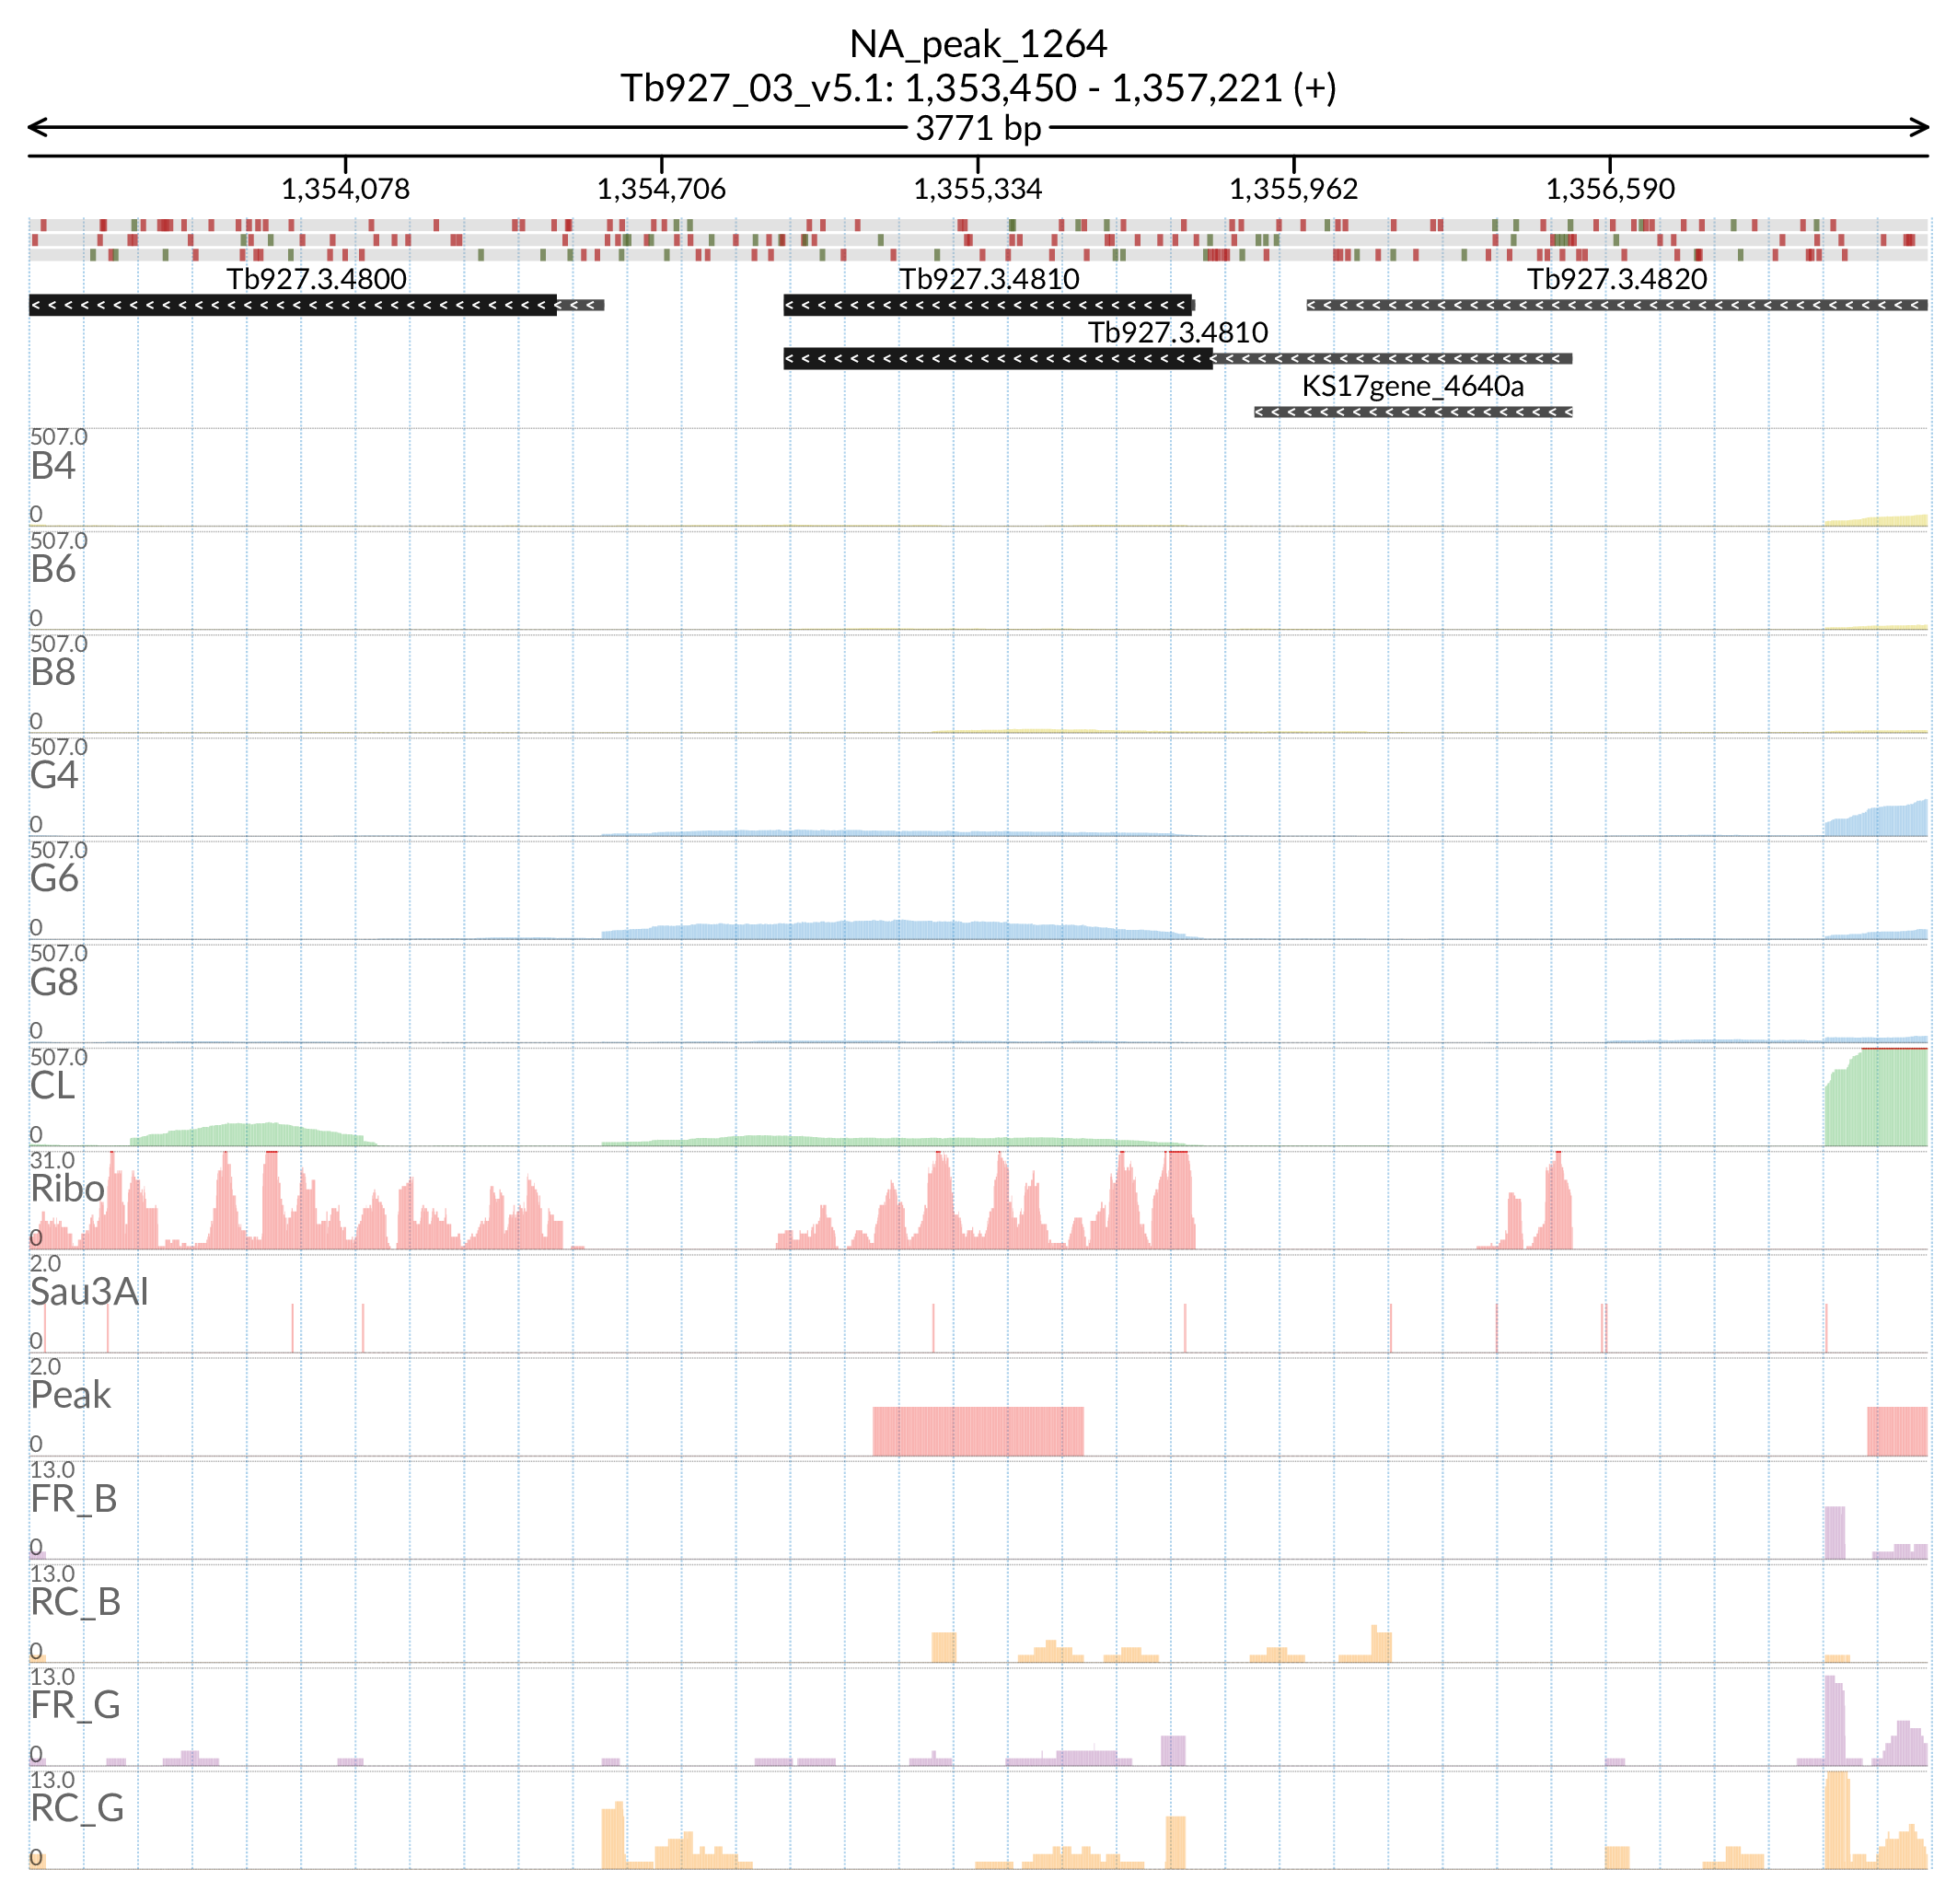 NA_peak_1264
Tb927_03_v5.1: 1,353,450 - 1,357,221 (+)
3771 bp
1,354,078 1,354,706 1,355,334 1,355,962 1,356,590
Tb927.3.4800 Tb927.3.4810 Tb927.3.4820
Tb927.3.4810
KS17gene_4640a
507.0
B4
0
507.0
B6
0
507.0
B8
0
507.0
G4
0
507.0
G6
0
507.0
G8
0
507.0
CL
0
31.0
Ribo
0
2.0
Sau3AI
0
2.0
Peak
0
13.0
FR_B
0
13.0
RC_B
0
13.0
FR_G
0
13.0
RC_G
0